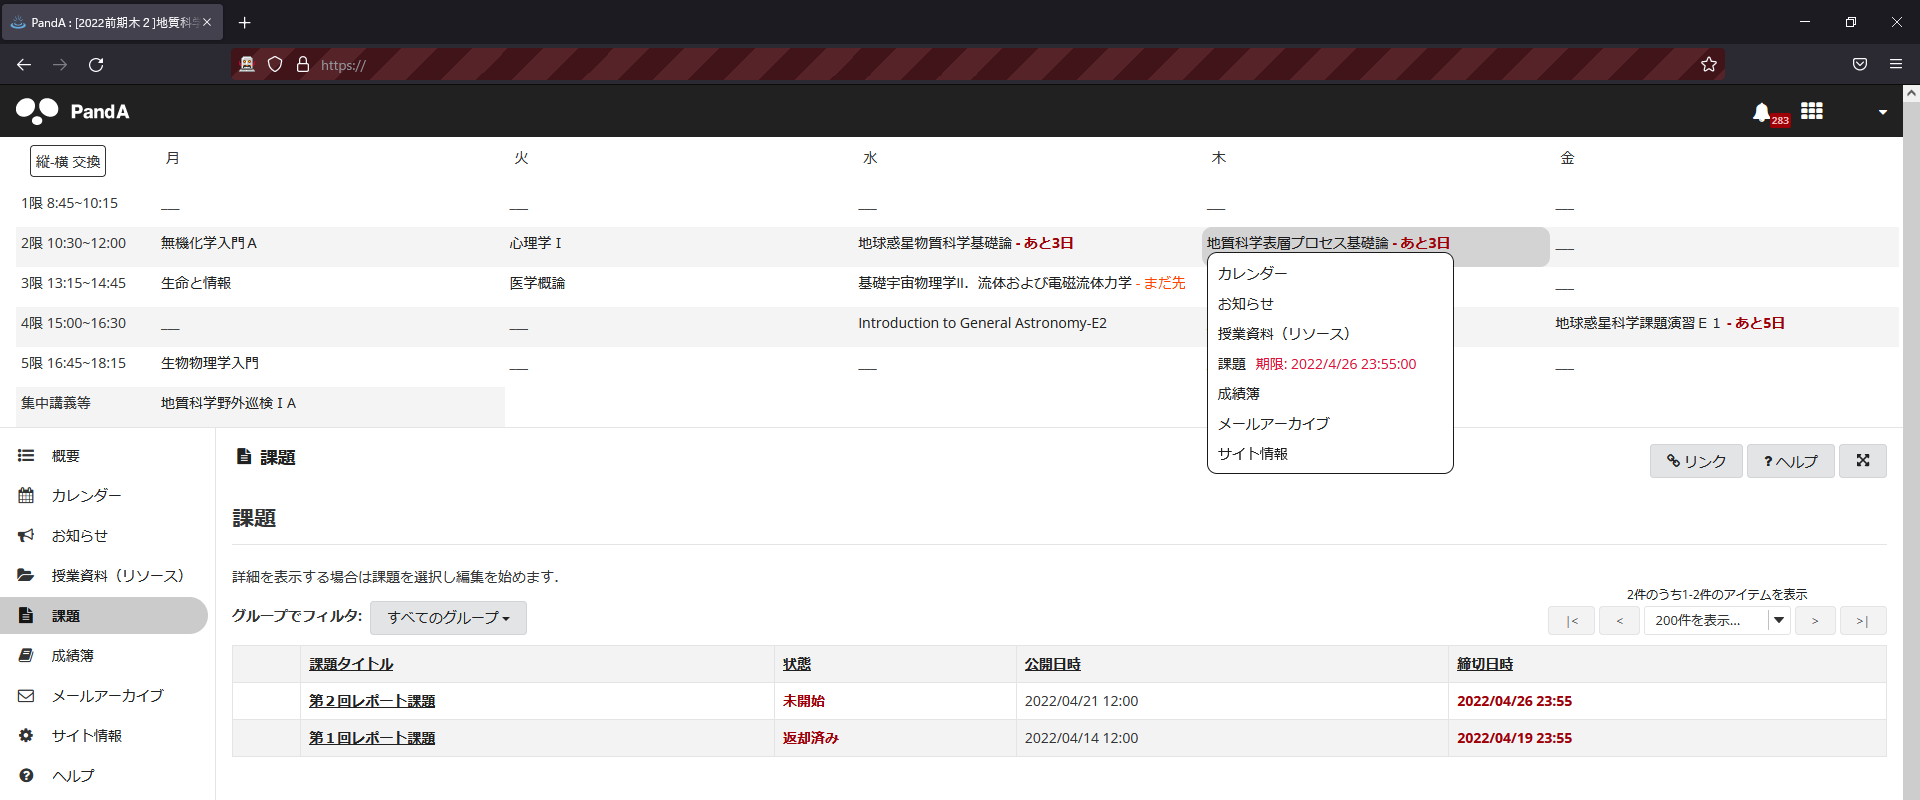 PandA : [2022前期木２]地質科学
https://
PandA
283
縦-横 交換 月 火 水 木 金
1限 8:45~10:15 ___ ___ ___ ___ ___
2限 10:30~12:00 無機化学入門Ａ 心理学Ⅰ 地球惑星物質科学基礎論 - あと3日 地質科学表層プロセス基礎論 - あと3日 ___
カレンダー
3限 13:15~14:45 生命と情報 医学概論 基礎宇宙物理学II．流体および電磁流体力学 - まだ先 ___
お知らせ
4限 15:00~16:30 ___ ___ Introduction to General Astronomy-E2 地球惑星科学課題演習Ｅ１ - あと5日
授業資料（リソース）
5限 16:45~18:15 生物物理学入門 ___ ___ ___
課題 期限: 2022/4/26 23:55:00
成績簿
集中講義等 地質科学野外巡検ⅠＡ
メールアーカイブ
サイト情報
概要
カレンダー
お知らせ
授業資料（リソース）
課題
成績簿
メールアーカイブ
サイト情報
ヘルプ
課題
リンク ?ヘルプ
課題
詳細を表示する場合は課題を選択し編集を始めます．
2件のうち1-2件のアイテムを表示
グループでフィルタ: すべてのグループ
|< < 200件を表示... > >|
課題タイトル 状態 公開日時 締切日時
第２回レポート課題 未開始 2022/04/21 12:00 2022/04/26 23:55
第１回レポート課題 返却済み 2022/04/14 12:00 2022/04/19 23:55